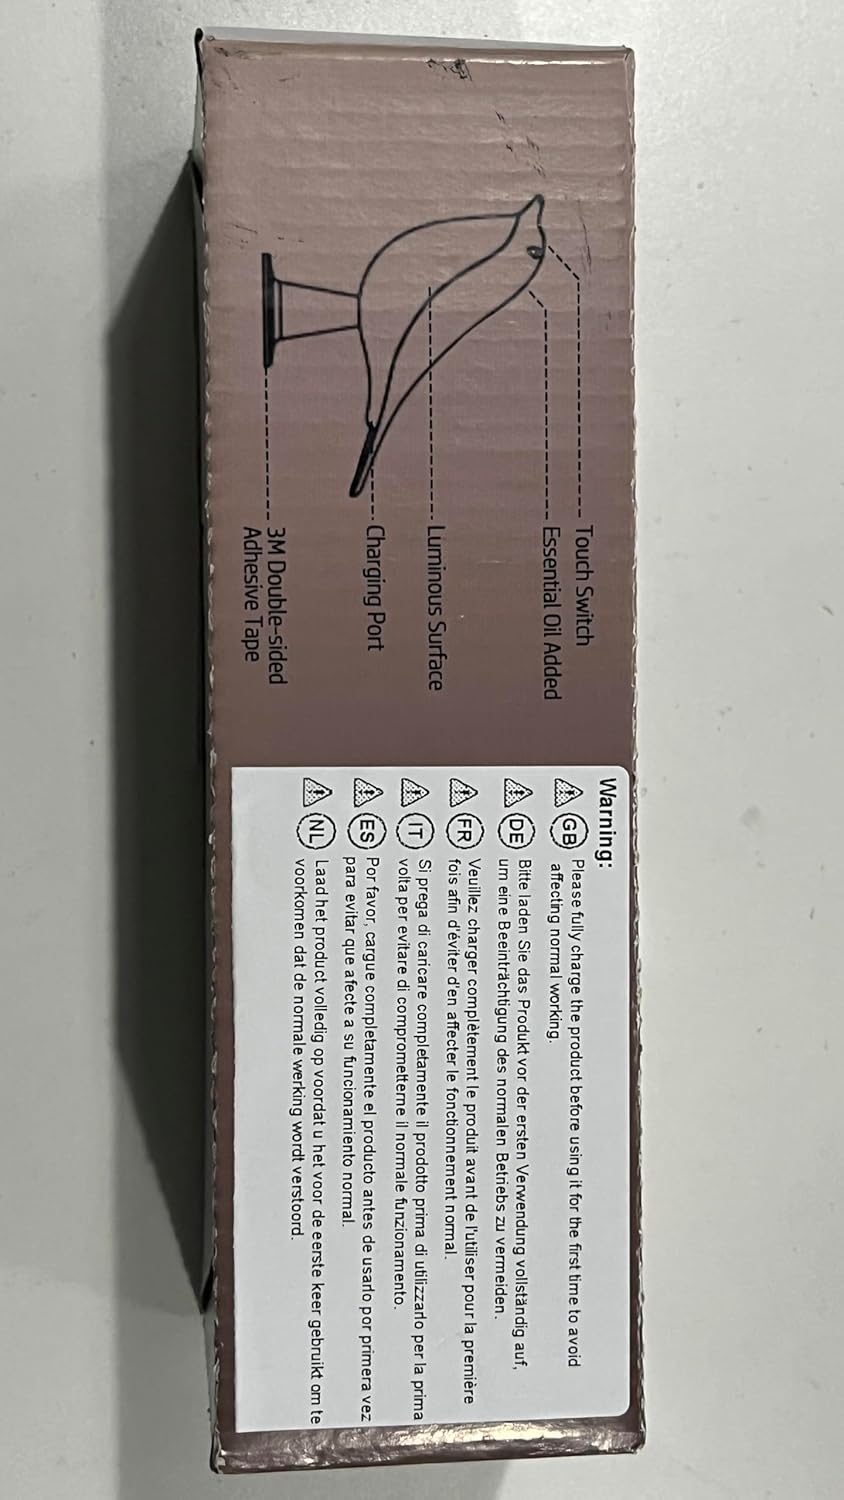 Touch Switch
Essential Oil Added
Luminous Surface
Charging Port
3M Double-sided
Adhesive Tape
Warning:
GB Please fully charge the product before using it for the first time to avoid
affecting normal working.
DE Bitte laden Sie das Produkt vor der ersten Verwendung vollständig auf,
um eine Beeinträchtigung des normalen Betriebs zu vermeiden.
FR Veuillez charger complètement le produit avant de l'utiliser pour la première
fois afin d'éviter d'en affecter le fonctionnement normal.
IT Si prega di caricare completamente il prodotto prima di utilizzarlo per la prima
volta per evitare di comprometterne il normale funzionamento.
ES Por favor, cargue completamente el producto antes de usarlo por primera vez
para evitar que afecte a su funcionamiento normal.
NL Laad het product volledig op voordat u het voor de eerste keer gebruikt om te
voorkomen dat de normale werking wordt verstoord.